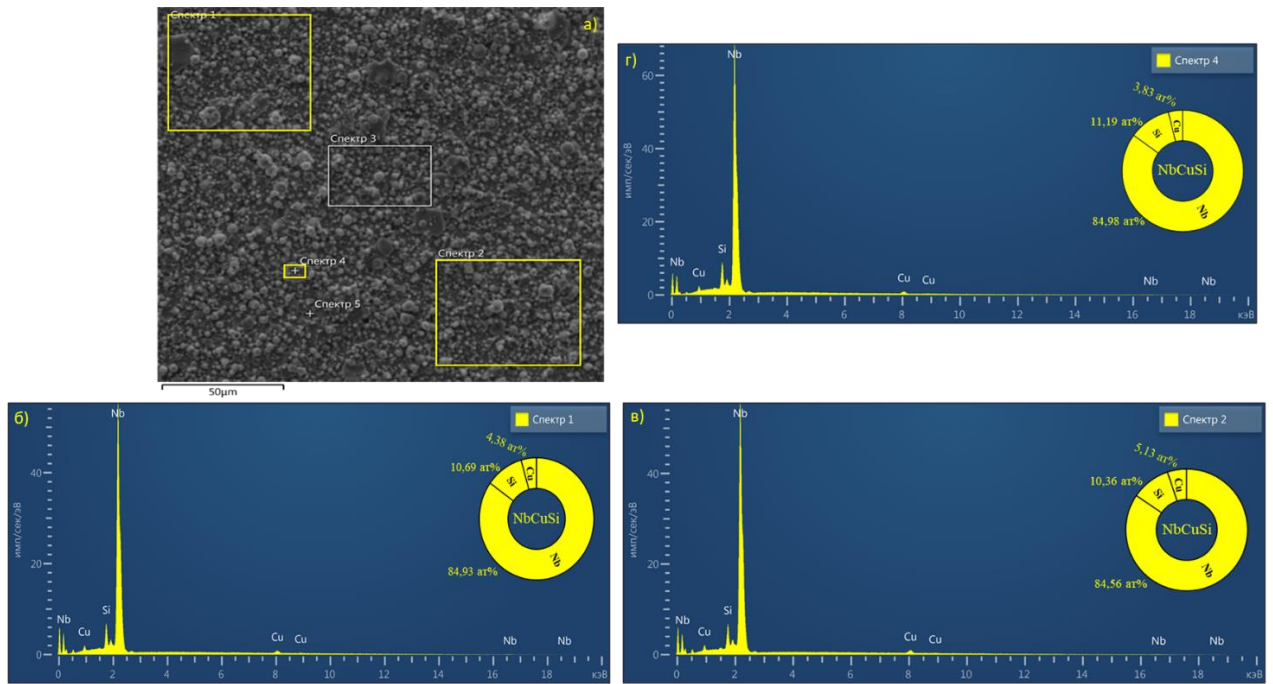 Спектр 1
а)
Спектр 3
Спектр 4
Спектр 2
Спектр 5
50μm
г)
Спектр 4
Nb
60
40
20
0
имп/сек/эВ
3,83 ат%
11,19 ат%
84,98 ат%
Cu
Si
NbCuSi
Nb
Nb
Cu
Si
Cu
Cu
Nb
Nb
0 2 4 6 8 10 12 14 16 18 кэВ
б)
Спектр 1
Nb
40
20
0
имп/сек/эВ
4,38 ат%
10,69 ат%
84,93 ат%
Cu
Si
NbCuSi
Nb
Nb
Cu
Si
Cu
Cu
Nb
Nb
0 2 4 6 8 10 12 14 16 18 кэВ
в)
Спектр 2
Nb
40
20
0
имп/сек/эВ
5,13 ат%
10,36 ат%
84,56 ат%
Cu
Si
NbCuSi
Nb
Nb
Cu
Si
Cu
Cu
Nb
Nb
0 2 4 6 8 10 12 14 16 18 кэВ